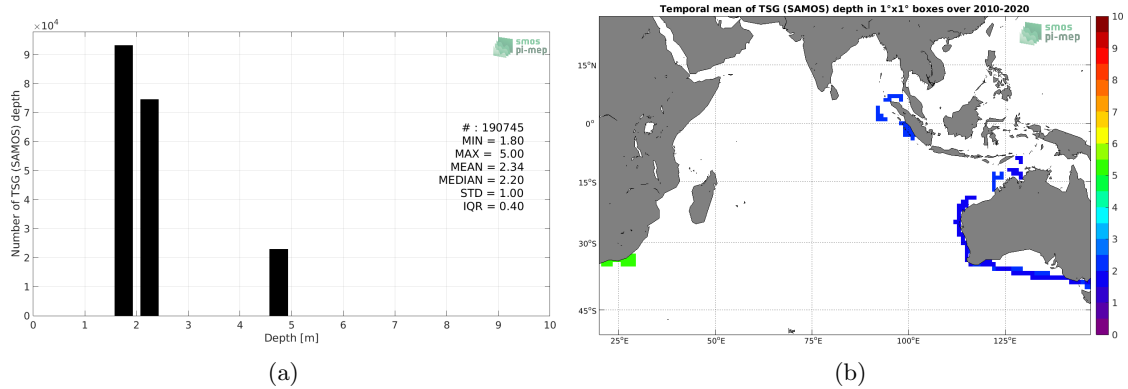 ×10⁴
9
8
7
6
5
4
3
2
1
0
Number of TSG (SAMOS) depth
smos
pi-mep
# : 190745
MIN = 1.80
MAX = 5.00
MEAN = 2.34
MEDIAN = 2.20
STD = 1.00
IQR = 0.40
0 1 2 3 4 5 6 7 8 9 10
Depth [m]
(a)
Temporal mean of TSG (SAMOS) depth in 1°x1° boxes over 2010-2020
smos
pi-mep
15°N
0°
15°S
30°S
45°S
25°E 50°E 75°E 100°E 125°E
10
9
8
7
6
5
4
3
2
1
0
(b)